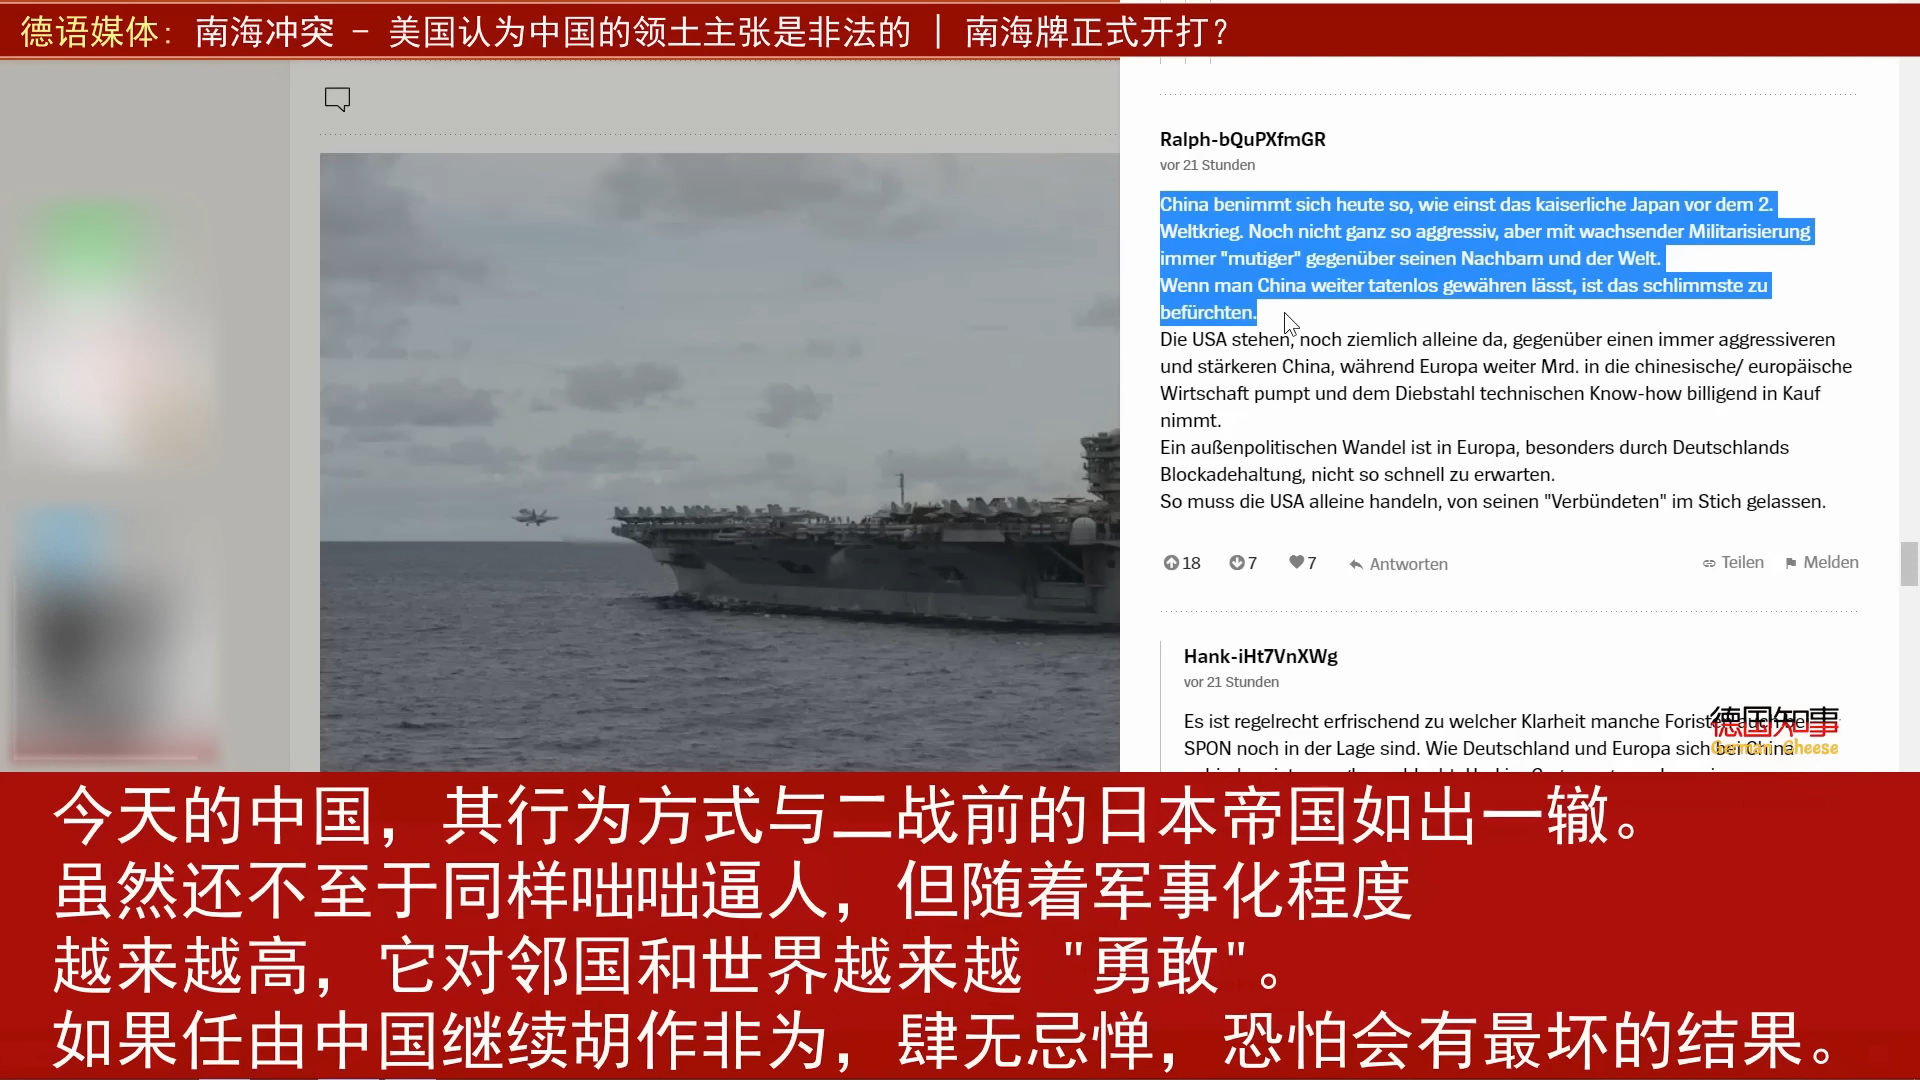 德语媒体: 南海冲突 - 美国认为中国的领土主张是非法的 | 南海牌正式开打?
Ralph-bQuPXfmGR
vor 21 Stunden
China benimmt sich heute so, wie einst das kaiserliche Japan vor dem 2.
Weltkrieg. Noch nicht ganz so aggressiv, aber mit wachsender Militarisierung
immer "mutiger" gegenüber seinen Nachbarn und der Welt.
Wenn man China weiter tatenlos gewähren lässt, ist das schlimmste zu
befürchten.
Die USA stehen, noch ziemlich alleine da, gegenüber einen immer aggressiveren
und stärkeren China, während Europa weiter Mrd. in die chinesische/ europäische
Wirtschaft pumpt und dem Diebstahl technischen Know-how billigend in Kauf
nimmt.
Ein außenpolitischen Wandel ist in Europa, besonders durch Deutschlands
Blockadehaltung, nicht so schnell zu erwarten.
So muss die USA alleine handeln, von seinen "Verbündeten" im Stich gelassen.
18 7 7 Antworten Teilen Melden
Hank-iHt7VnXWg
vor 21 Stunden
Es ist regelrecht erfrischend zu welcher Klarheit manche Foristen
SPON noch in der Lage sind. Wie Deutschland und Europa sich bei China
德国知事
German Cheese
今天的中国，其行为方式与二战前的日本帝国如出一辙。
虽然还不至于同样咄咄逼人，但随着军事化程度
越来越高，它对邻国和世界越来越 "勇敢"。
如果任由中国继续胡作非为，肆无忌惮，恐怕会有最坏的结果。